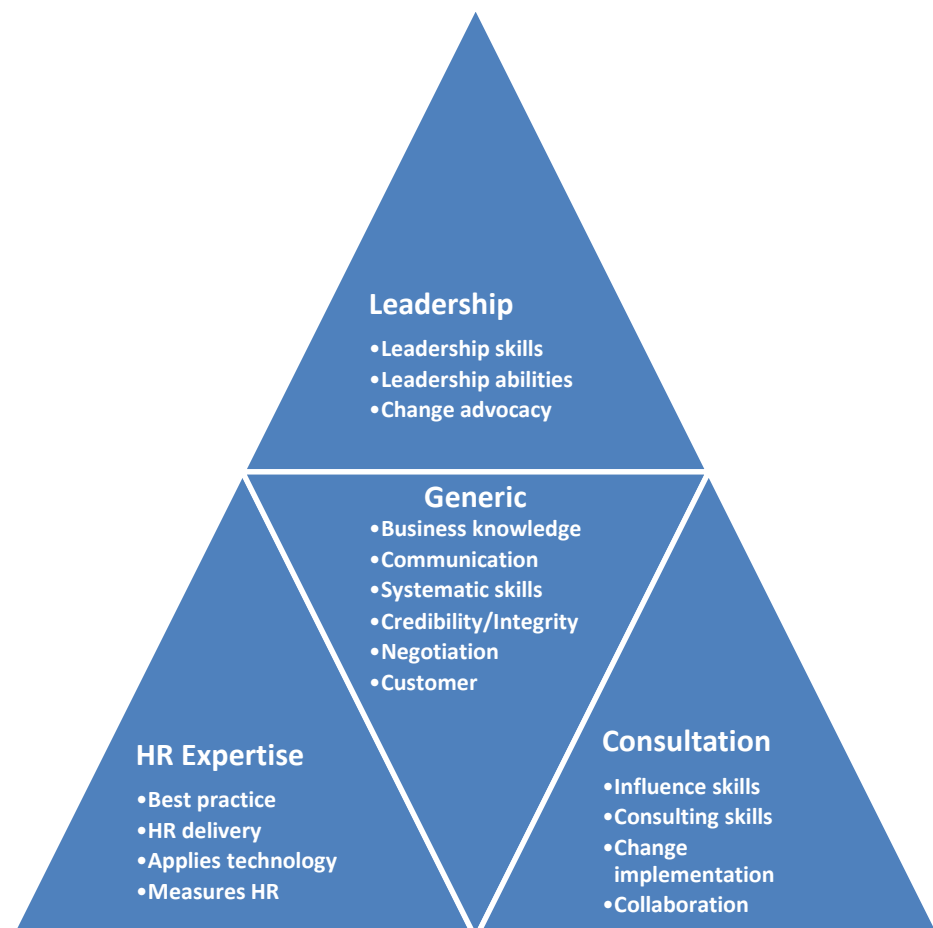 Leadership
•Leadership skills
•Leadership abilities
•Change advocacy
Generic
•Business knowledge
•Communication
•Systematic skills
•Credibility/Integrity
•Negotiation
•Customer
HR Expertise
•Best practice
•HR delivery
•Applies technology
•Measures HR
Consultation
•Influence skills
•Consulting skills
•Change
implementation
•Collaboration